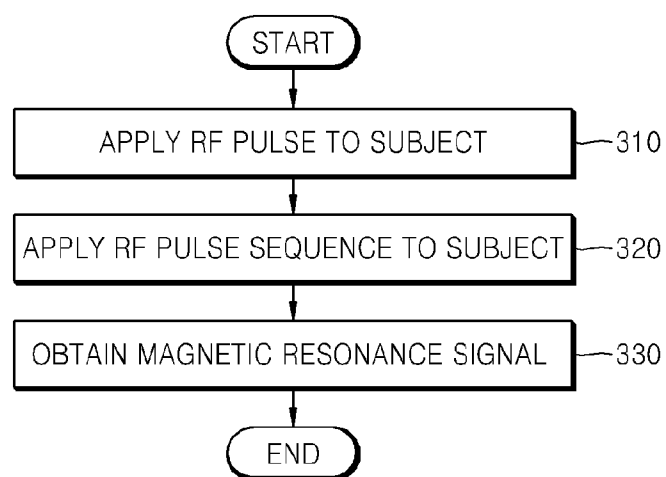 START
APPLY RF PULSE TO SUBJECT 310
APPLY RF PULSE SEQUENCE TO SUBJECT 320
OBTAIN MAGNETIC RESONANCE SIGNAL 330
END